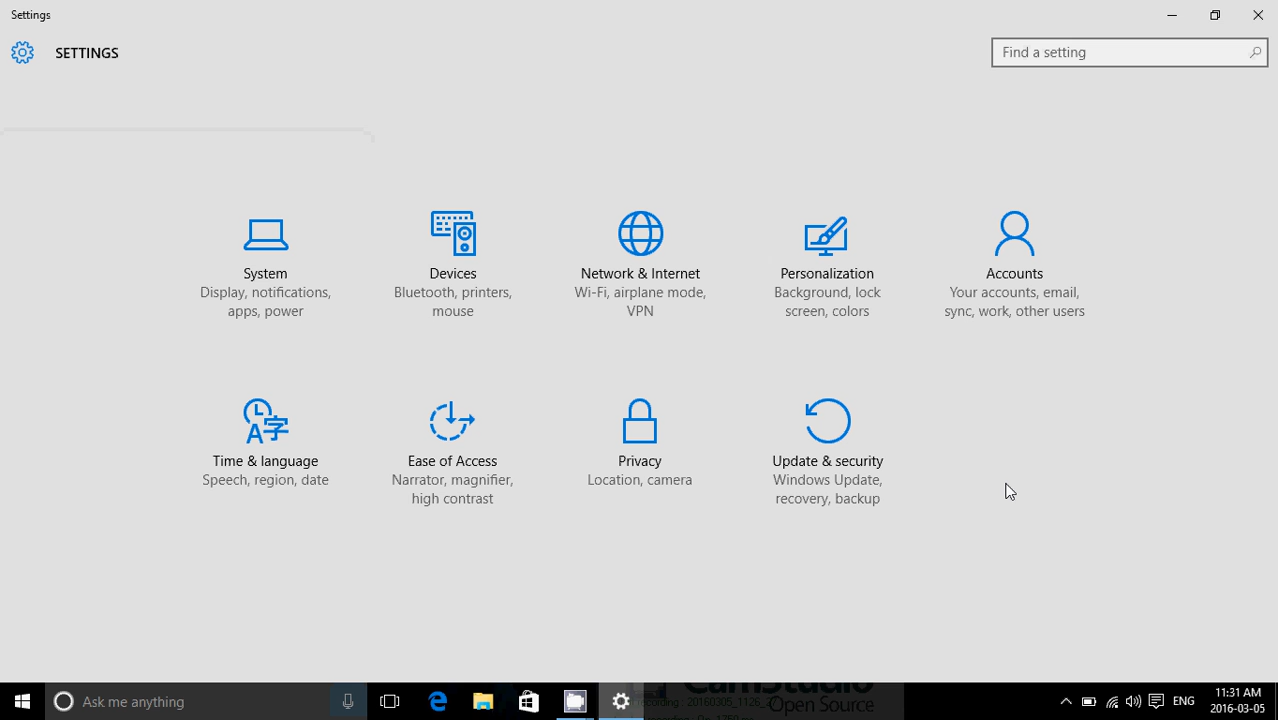 Settings
SETTINGS
Find a setting
System
Display, notifications,
apps, power
Devices
Bluetooth, printers,
mouse
Network & Internet
Wi-Fi, airplane mode,
VPN
Personalization
Background, lock
screen, colors
Accounts
Your accounts, email,
sync, work, other users
Time & language
Speech, region, date
Ease of Access
Narrator, magnifier,
high contrast
Privacy
Location, camera
Update & security
Windows Update,
recovery, backup
Ask me anything
CamStudio
Open Source
recording : 20160305_1126_2
ENG
11:31 AM
2016-03-05